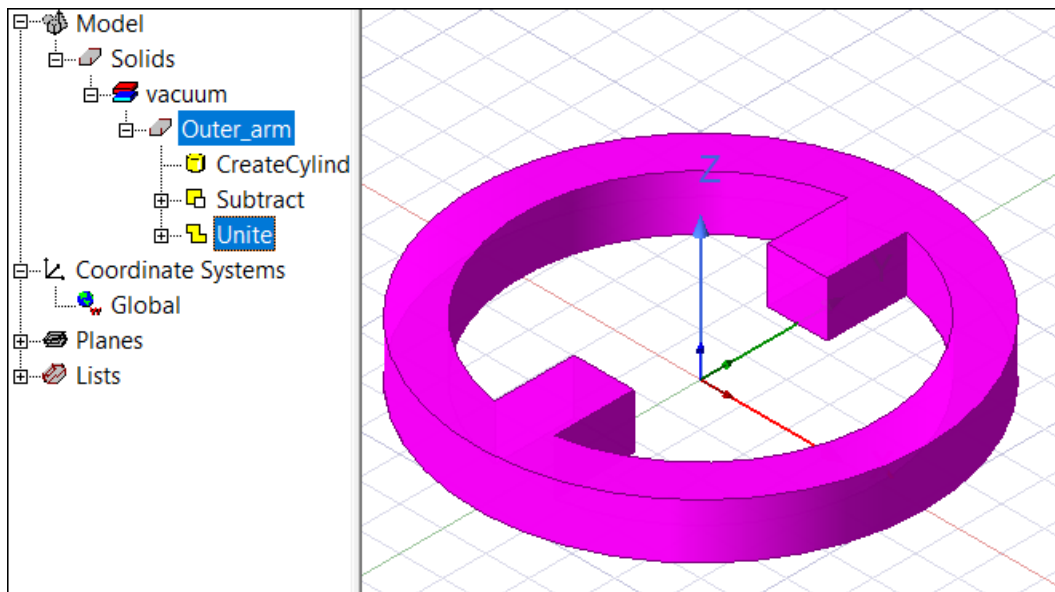 Model
Solids
vacuum
Outer_arm
CreateCylind
Subtract
Unite
Coordinate Systems
Global
Planes
Lists
Z